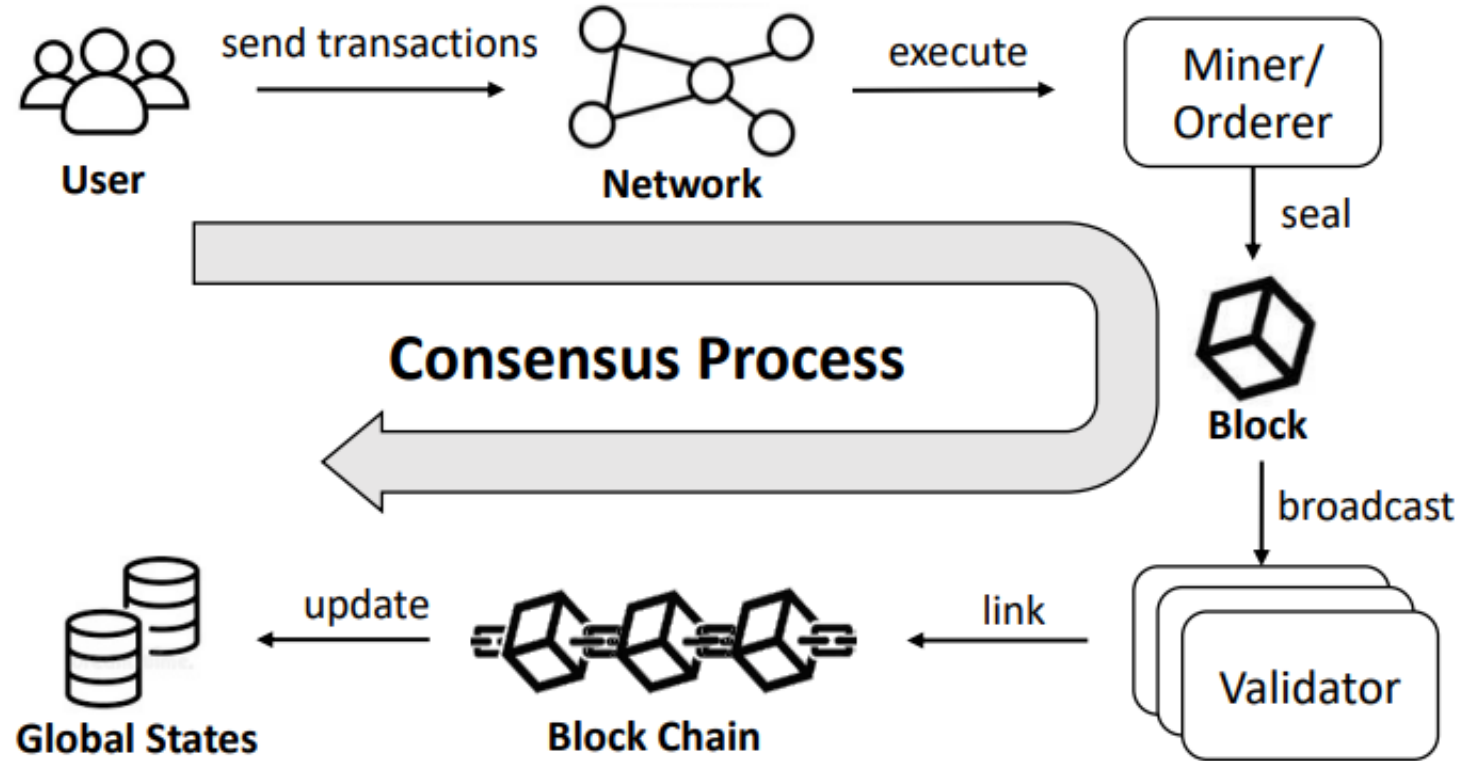 send transactions
execute
Miner/
Orderer
User
Network
seal
Consensus Process
Block
broadcast
update
link
Validator
Global States
Block Chain